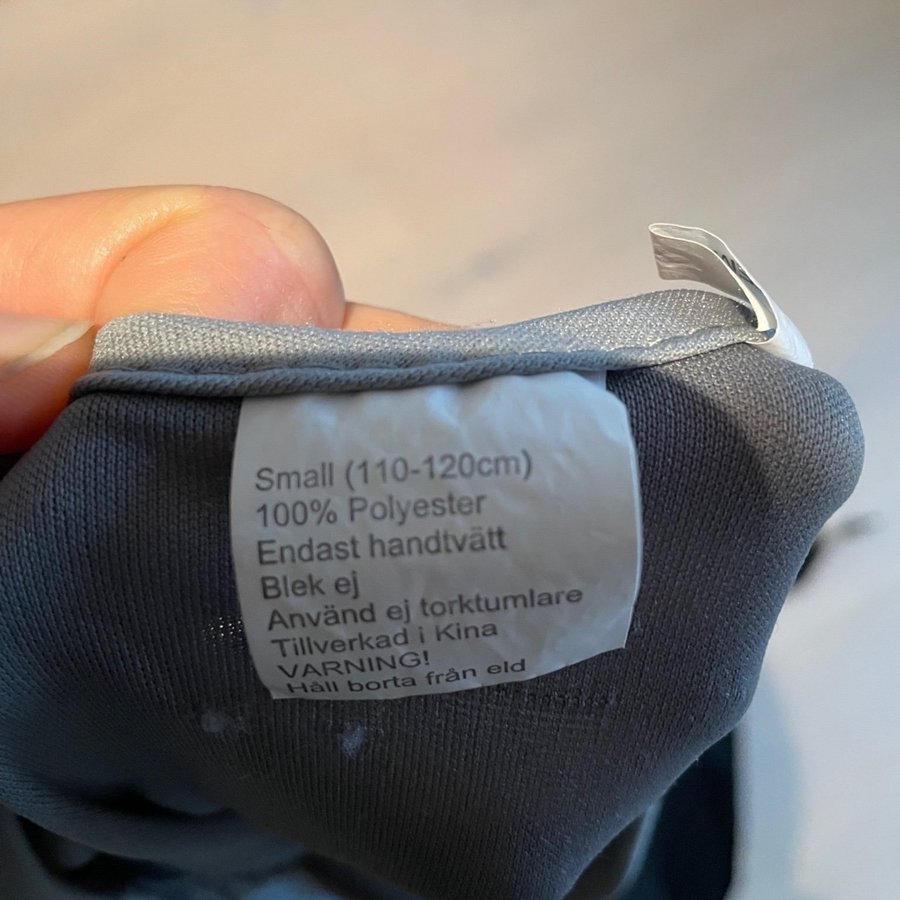 Small (110-120cm)
100% Polyester
Endast handtvätt
Blek ej
Använd ej torktumlare
Tillverkad i Kina
VARNING!
Håll borta från eld